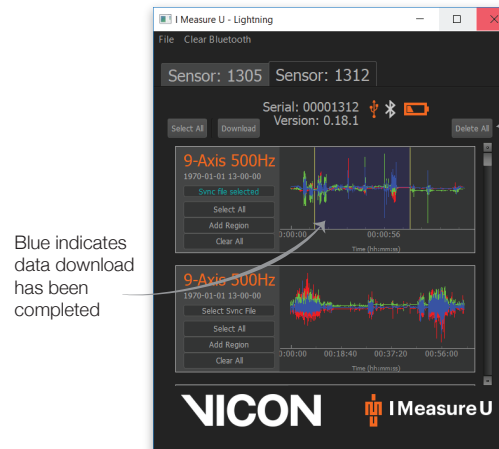 I Measure U - Lightning
File Clear Bluetooth
Sensor: 1305 Sensor: 1312
Serial: 00001312
Version: 0.18.1
Select All Download Delete All
9-Axis 500Hz
1970-01-01 13-00-00
Sync file selected
Select All
Add Region
Clear All
0:00:00 00:00:56
Time (hh:mm:ss)
Blue indicates
data download
has been
completed
9-Axis 500Hz
1970-01-01 13-00-00
Select Sync File
Select All
Add Region
Clear All
0:00:00 00:18:40 00:37:20 00:56:00
Time (hh:mm:ss)
VICON I Measure U